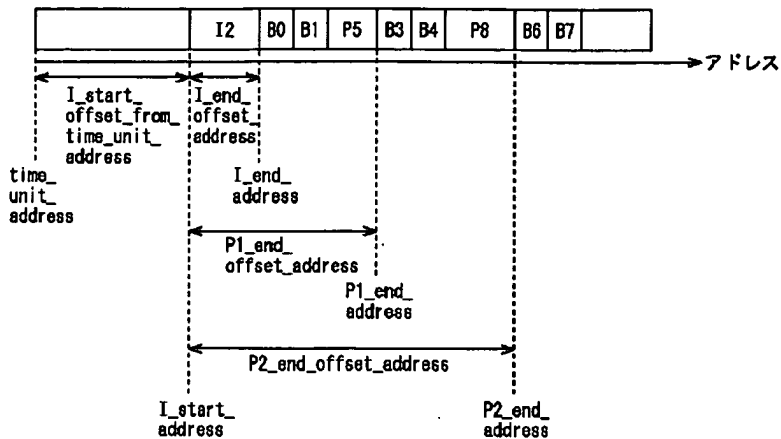 I2 B0 B1 P5 B3 B4 P8 B6 B7
アドレス
I_start_
offset_from_
time_unit_
address
I_end_
offset_
address
time_
unit_
address
I_end_
address
P1_end_
offset_address
P1_end_
address
P2_end_offset_address
I_start_
address
P2_end_
address